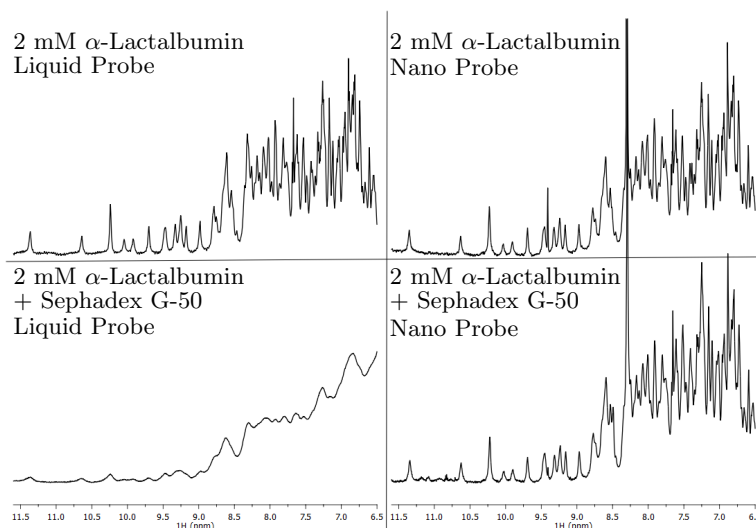 2 mM α-Lactalbumin
Liquid Probe
2 mM α-Lactalbumin
Nano Probe
2 mM α-Lactalbumin
+ Sephadex G-50
Liquid Probe
2 mM α-Lactalbumin
+ Sephadex G-50
Nano Probe
11.5 11.0 10.5 10.0 9.5 9.0 8.5 8.0 7.5 7.0 6.5
1H (ppm)
11.5 11.0 10.5 10.0 9.5 9.0 8.5 8.0 7.5 7.0 6.5
1H (ppm)